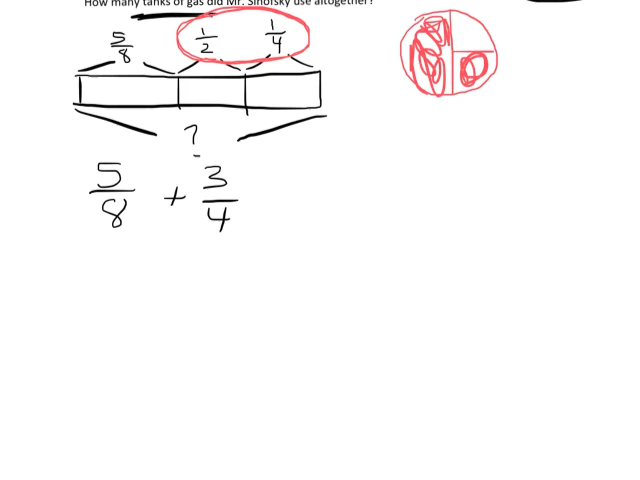 How many tanks of gas did Mr. Sinofsky use altogether?
5/8 1/2 1/4
?
5/8 + 3/4